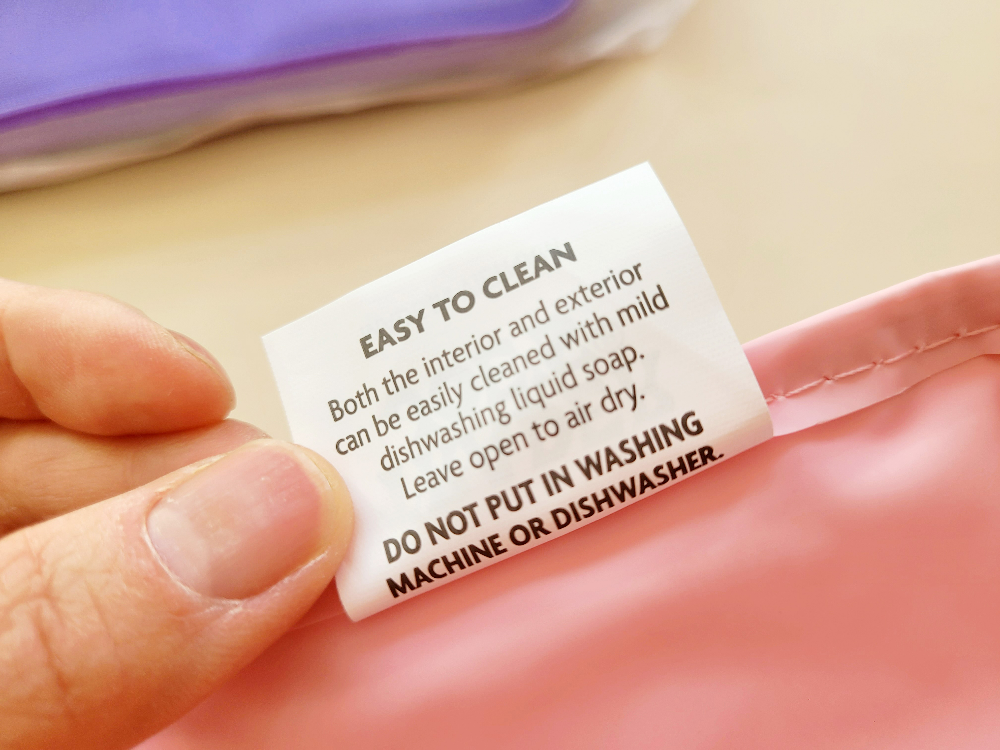 EASY TO CLEAN
Both the interior and exterior
can be easily cleaned with mild
dishwashing liquid soap.
Leave open to air dry.
DO NOT PUT IN WASHING
MACHINE OR DISHWASHER.